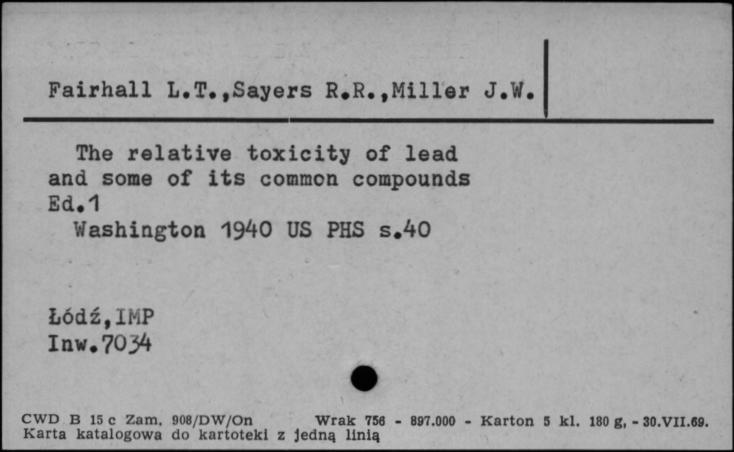 Fairhall L.T.,Sayers R.R.,Miller J.W.
The relative toxicity of lead
and some of its common compounds
Ed.1
Washington 1940 US PHS s.40
Łódź,IMP
Inw.7034
CWD B 15 c Zam. 908/DW/On Wrak 756 - 897.000 - Karton 5 kl. 180 g, - 30.VII.69.
Karta katalogowa do kartoteki z jedną linią